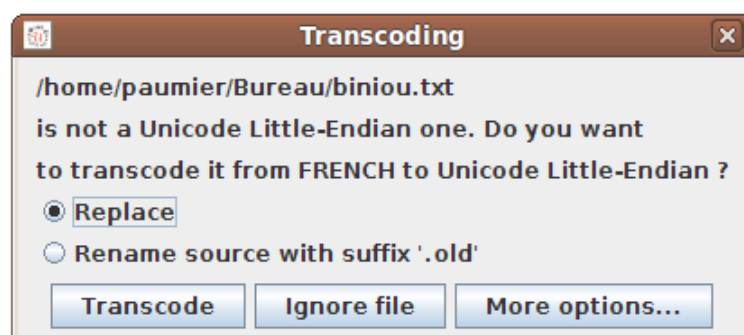 Transcoding
/home/paumier/Bureau/biniou.txt
is not a Unicode Little-Endian one. Do you want
to transcode it from FRENCH to Unicode Little-Endian ?
Replace
Rename source with suffix '.old'
Transcode Ignore file More options...